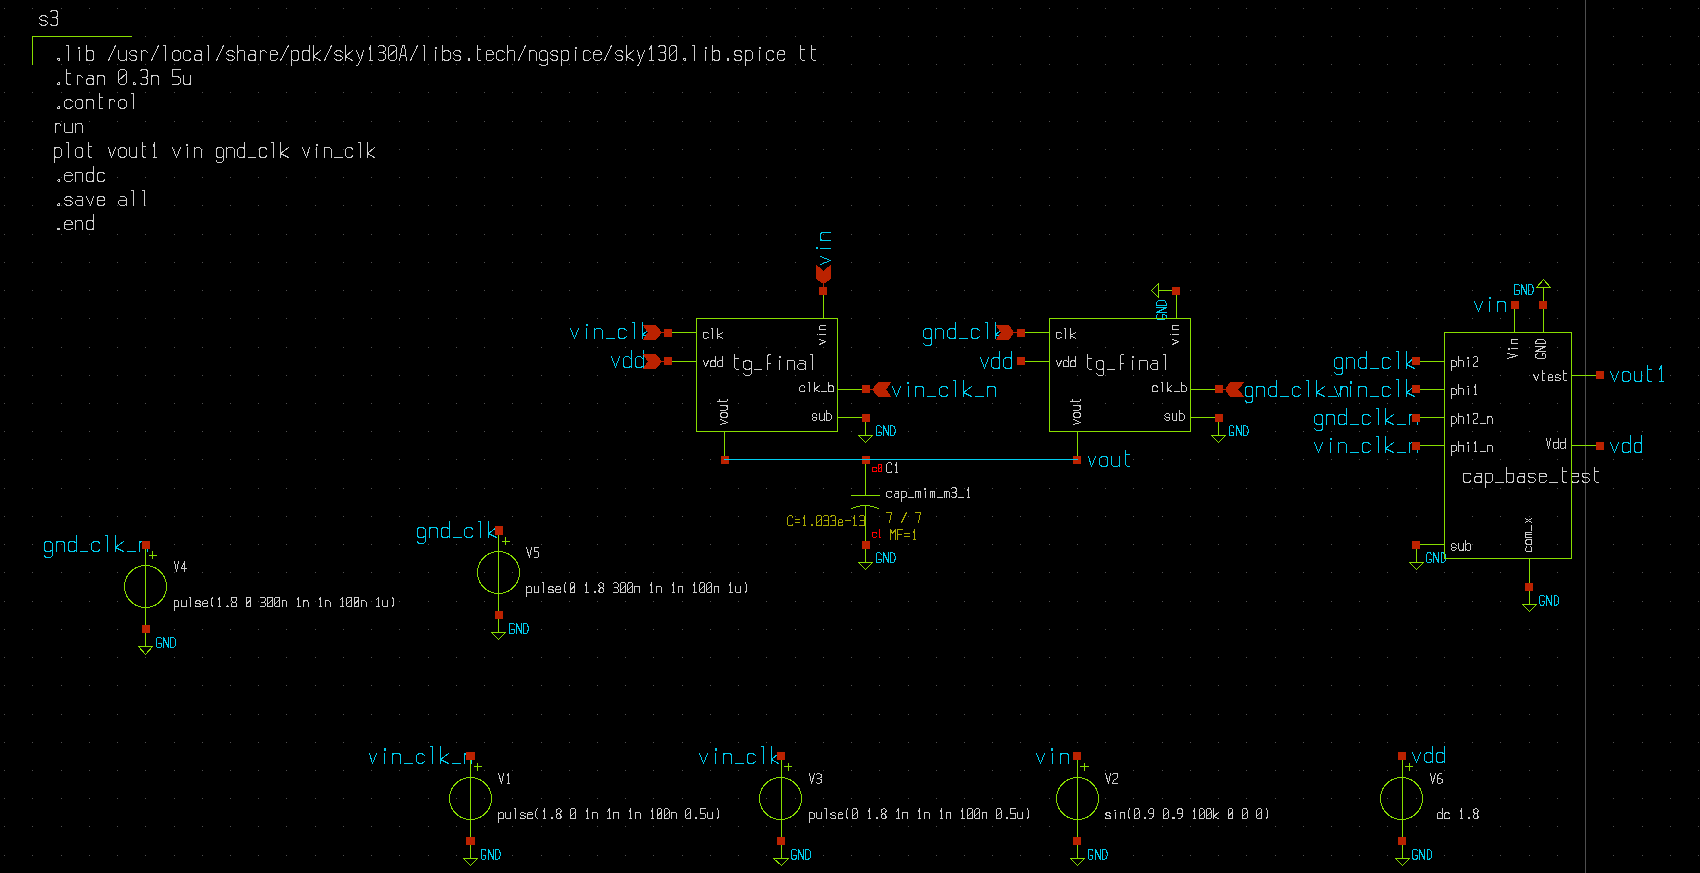 s3
.lib /usr/local/share/pdk/sky130A/libs.tech/ngspice/sky130.lib.spice tt
.tran 0.3n 5u
.control
run
plot vout1 vin gnd_clk vin_clk
.endc
.save all
.end
vin
vin_clk
clk
vin
vdd
vdd
tg_final
clk_b
vin_clk_n
vout
sub
GND
GND
gnd_clk
clk
vin
vdd
vdd
tg_final
clk_b
gnd_clk_n
vout
sub
GND
vout
c0
C1
cap_mim_m3_1
C=1.033e-13
7 / 7
c1
MF=1
GND
vin
GND
Vin
GND
gnd_clk
phi2
vtest
vout1
vin_clk
phi1
gnd_clk_n
phi2_n
vin_clk_n
phi1_n
Vdd
vdd
cap_base_test
com_x
sub
GND
GND
gnd_clk_n
V4
pulse(1.8 0 300n 1n 1n 100n 1u)
GND
gnd_clk
V5
pulse(0 1.8 300n 1n 1n 100n 1u)
GND
vin_clk_n
V1
pulse(1.8 0 1n 1n 1n 100n 0.5u)
GND
vin_clk
V3
pulse(0 1.8 1n 1n 1n 100n 0.5u)
GND
vin
V2
sin(0.9 0.9 100k 0 0 0)
GND
vdd
V6
dc 1.8
GND